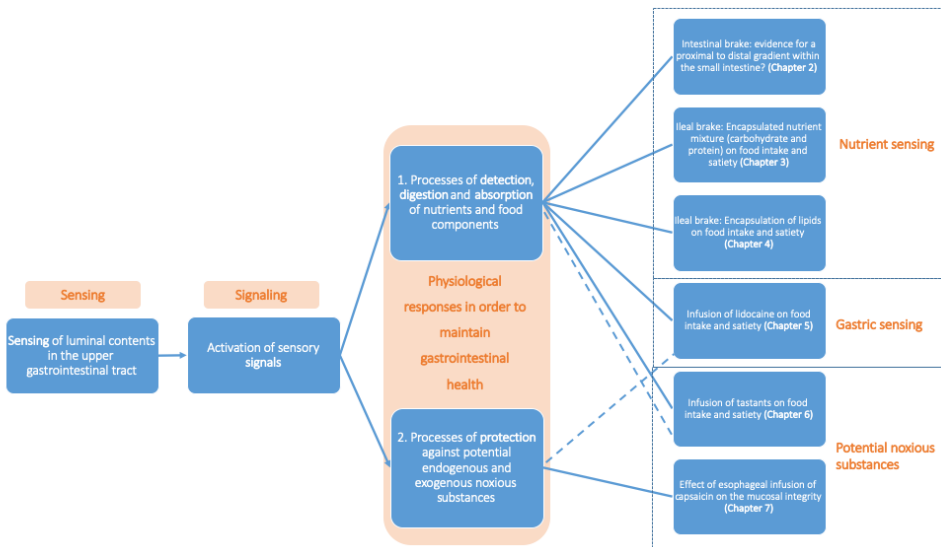 Sensing
Sensing of luminal contents
in the upper
gastrointestinal tract
Signaling
Activation of sensory
signals
1. Processes of detection,
digestion and absorption
of nutrients and food
components
Physiological
responses in order to
maintain
gastrointestinal
health
2. Processes of protection
against potential
endogenous and
exogenous noxious
substances
Intestinal brake: evidence for a
proximal to distal gradient within
the small intestine? (Chapter 2)
Ileal brake: Encapsulated nutrient
mixture (carbohydrate and
protein) on food intake and
satiety (Chapter 3)
Ileal brake: Encapsulation of lipids
on food intake and satiety
(Chapter 4)
Nutrient sensing
Infusion of lidocaine on food
intake and satiety (Chapter 5)
Gastric sensing
Infusion of tastants on food
intake and satiety (Chapter 6)
Effect of esophageal infusion of
capsaicin on the mucosal integrity
(Chapter 7)
Potential noxious
substances